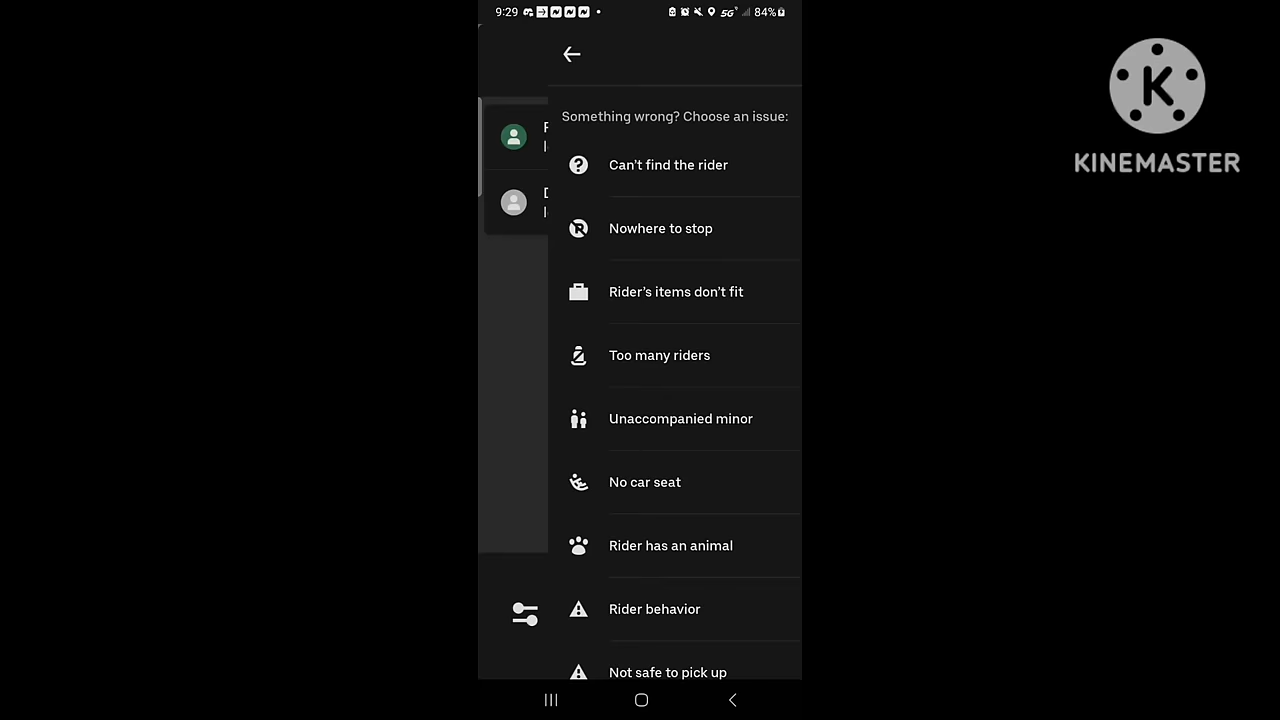 9:29
5G
84%
Something wrong? Choose an issue:
Can't find the rider
Nowhere to stop
Rider's items don't fit
Too many riders
Unaccompanied minor
No car seat
Rider has an animal
Rider behavior
Not safe to pick up
K
KINEMASTER